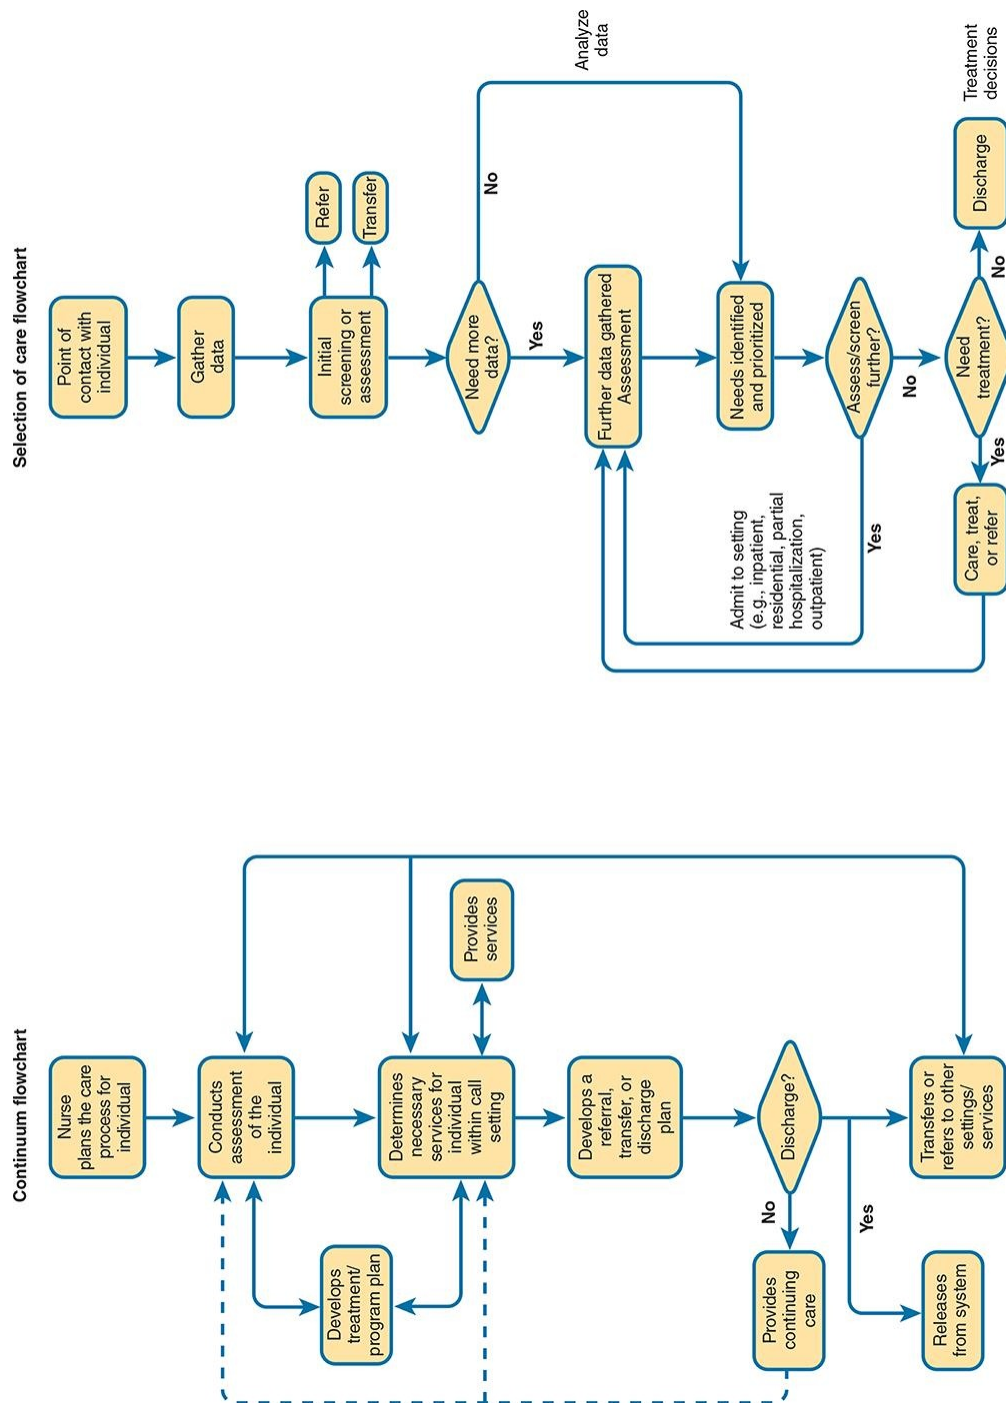 Continuum flowchart
Nurse
plans the care
process for
individual
Conducts
assessment
of the
individual
Develops
treatment/
program plan
Determines
necessary
services for
individual
within call
setting
Provides
services
Develops a
referral,
transfer, or
discharge
plan
Discharge?
No
Provides
continuing
care
Yes
Releases
from system
Transfers or
refers to other
settings/
services
Selection of care flowchart
Point of
contact with
individual
Gather
data
Initial
screening or
assessment
Refer
Transfer
Need more
data?
No
Analyze
data
Yes
Further data gathered
Assessment
Needs identified
and prioritized
Admit to setting
(e.g., inpatient,
residential, partial
hospitalization,
outpatient)
Assess/screen
further?
Yes
No
Need
treatment?
Yes
Care, treat,
or refer
No
Discharge
Treatment
decisions